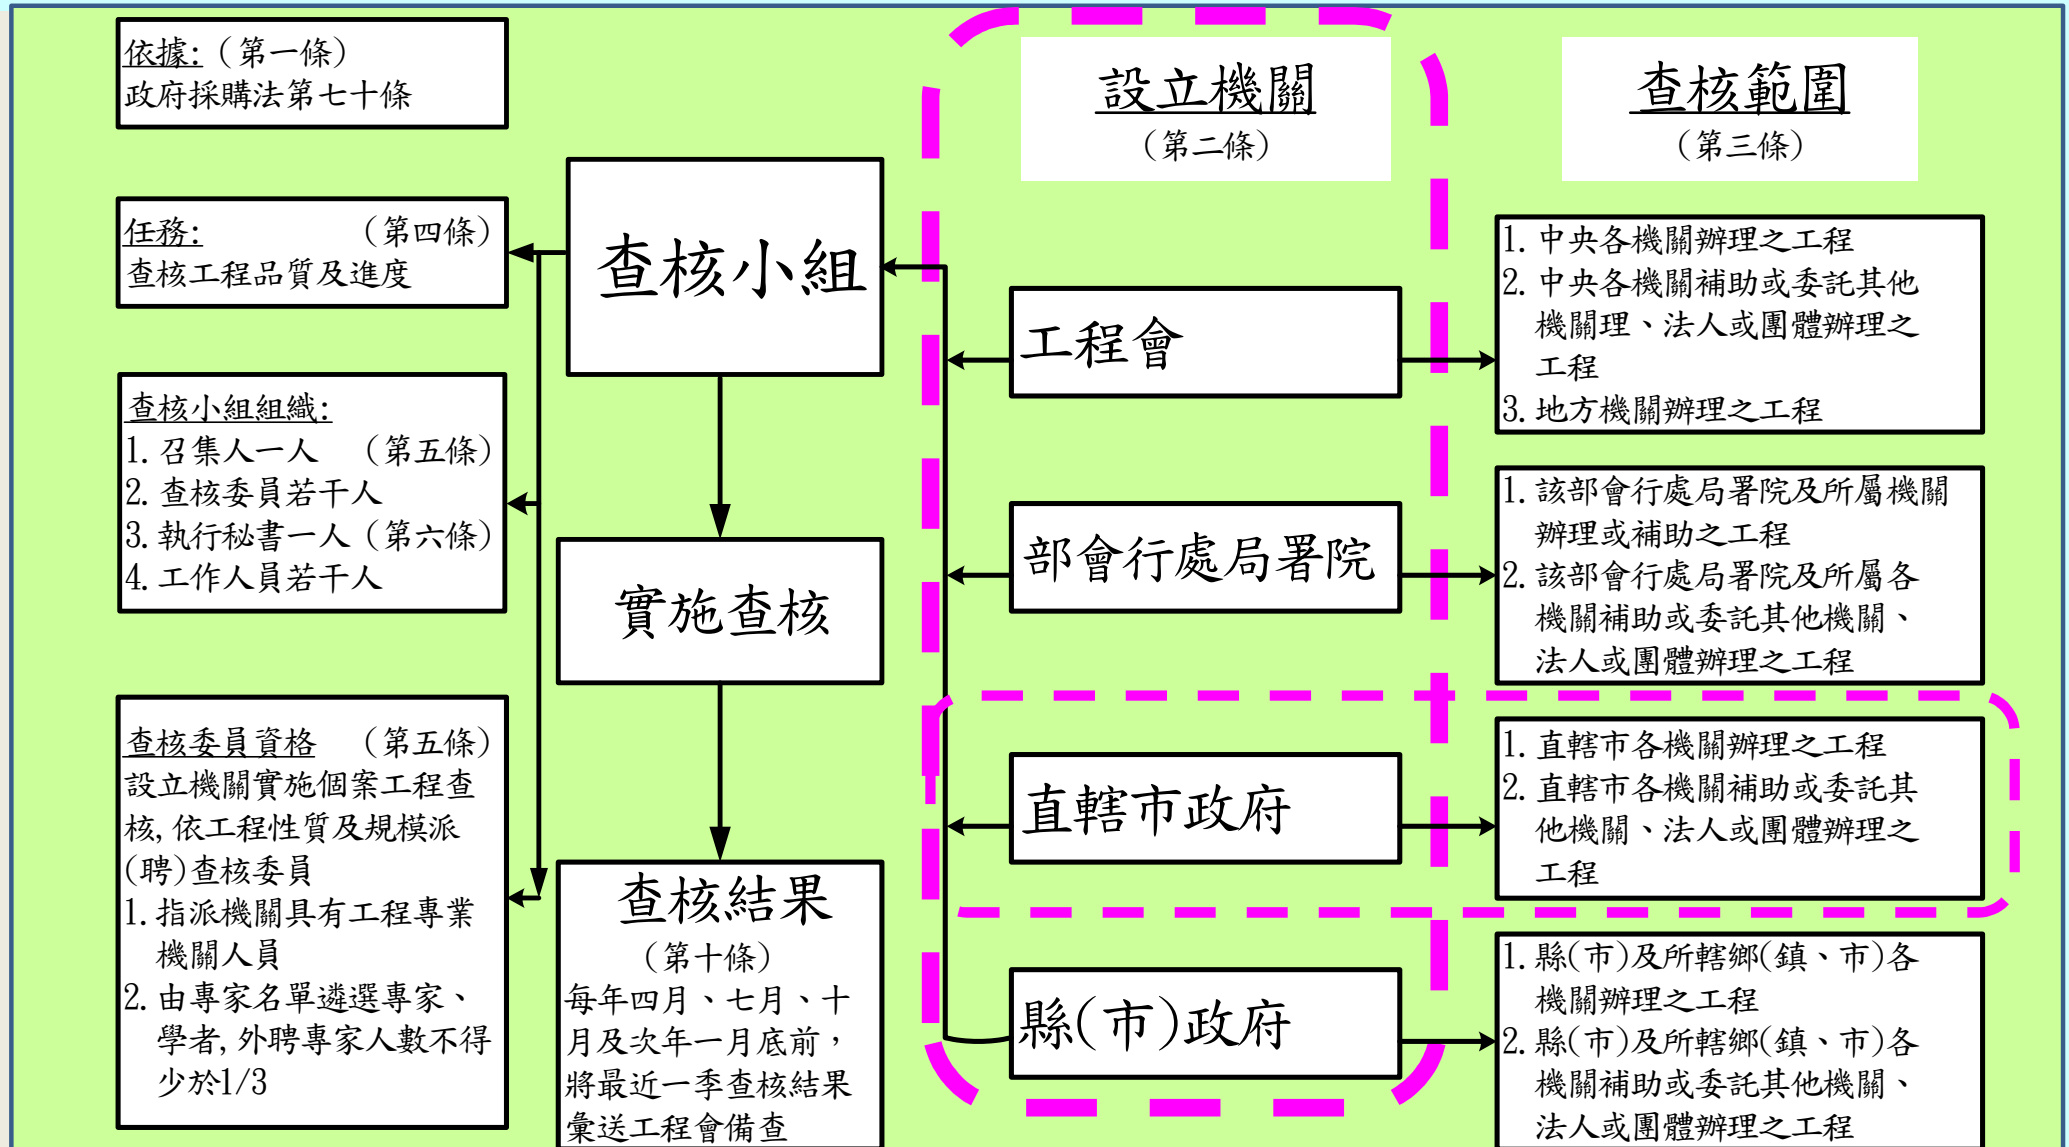 依據:（第一條）
政府採購法第七十條
任務:　（第四條）
查核工程品質及進度
查核小組組織:
1.召集人一人　（第五條）
2.查核委員若干人
3.執行秘書一人（第六條）
4.工作人員若干人
查核委員資格　（第五條）
設立機關實施個案工程查
核,依工程性質及規模派
(聘)查核委員
1.指派機關具有工程專業
機關人員
2.由專家名單遴選專家、
學者,外聘專家人數不得
少於1/3
查核小組
實施查核
查核結果
（第十條）
每年四月、七月、十
月及次年一月底前，
將最近一季查核結果
彙送工程會備查
設立機關
（第二條）
工程會
部會行處局署院
直轄市政府
縣(市)政府
查核範圍
（第三條）
1.中央各機關辦理之工程
2.中央各機關補助或委託其他
機關理、法人或團體辦理之
工程
3.地方機關辦理之工程
1.該部會行處局署院及所屬機關
辦理或補助之工程
2.該部會行處局署院及所屬各
機關補助或委託其他機關、
法人或團體辦理之工程
1.直轄市各機關辦理之工程
2.直轄市各機關補助或委託其
他機關、法人或團體辦理之
工程
1.縣(市)及所轄鄉(鎮、市)各
機關辦理之工程
2.縣(市)及所轄鄉(鎮、市)各
機關補助或委託其他機關、
法人或團體辦理之工程